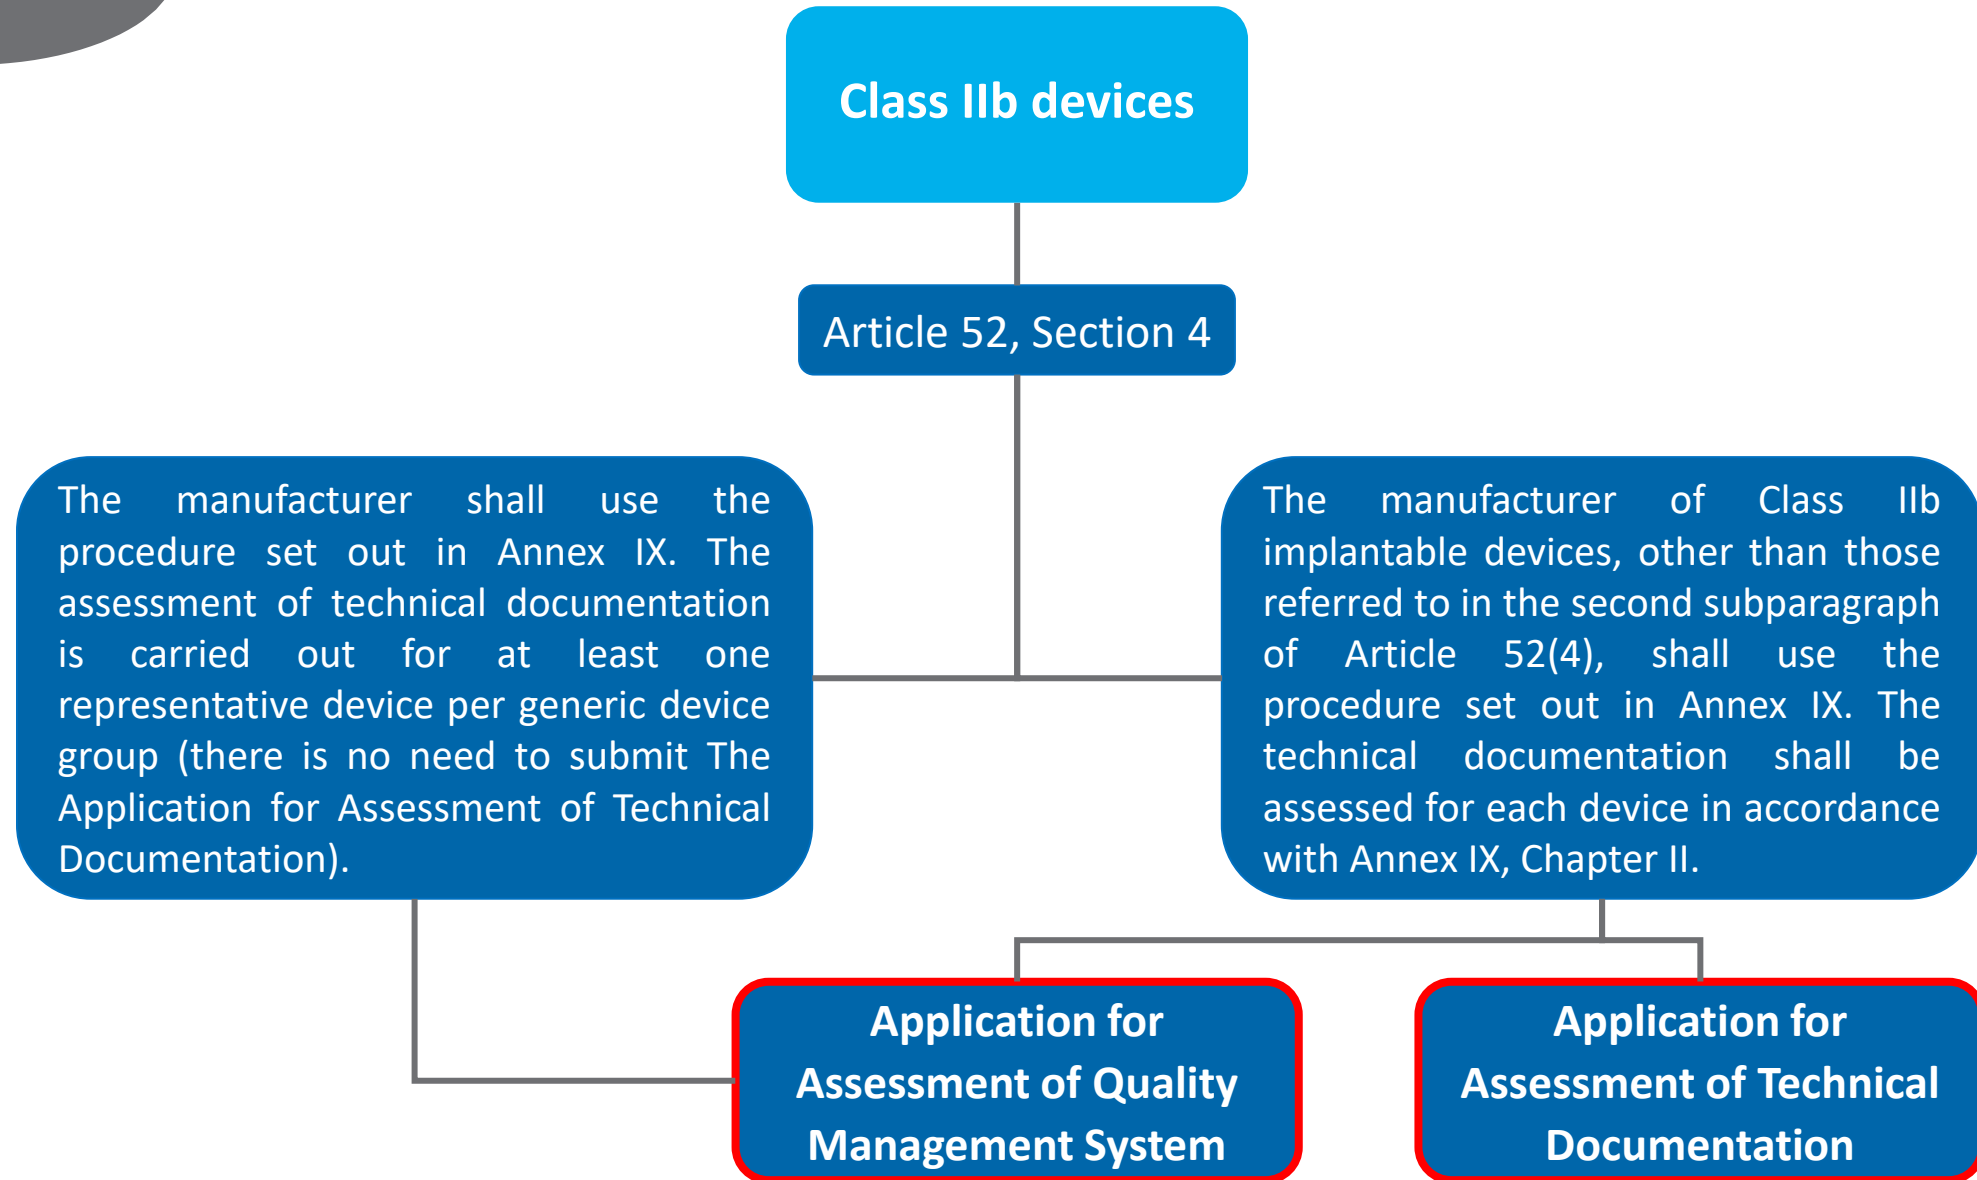 Class IIb devices
Article 52, Section 4
The manufacturer shall use the
procedure set out in Annex IX. The
assessment of technical documentation
is carried out for at least one
representative device per generic device
group (there is no need to submit The
Application for Assessment of Technical
Documentation).
The manufacturer of Class IIb
implantable devices, other than those
referred to in the second subparagraph
of Article 52(4), shall use the
procedure set out in Annex IX. The
technical documentation shall be
assessed for each device in accordance
with Annex IX, Chapter II.
Application for
Assessment of Quality
Management System
Application for
Assessment of Technical
Documentation